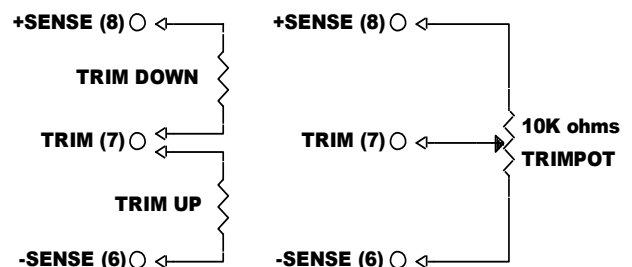 +SENSE (8)
TRIM DOWN
TRIM (7)
TRIM UP
-SENSE (6)
+SENSE (8)
TRIM (7)
10K ohms
TRIMPOT
-SENSE (6)